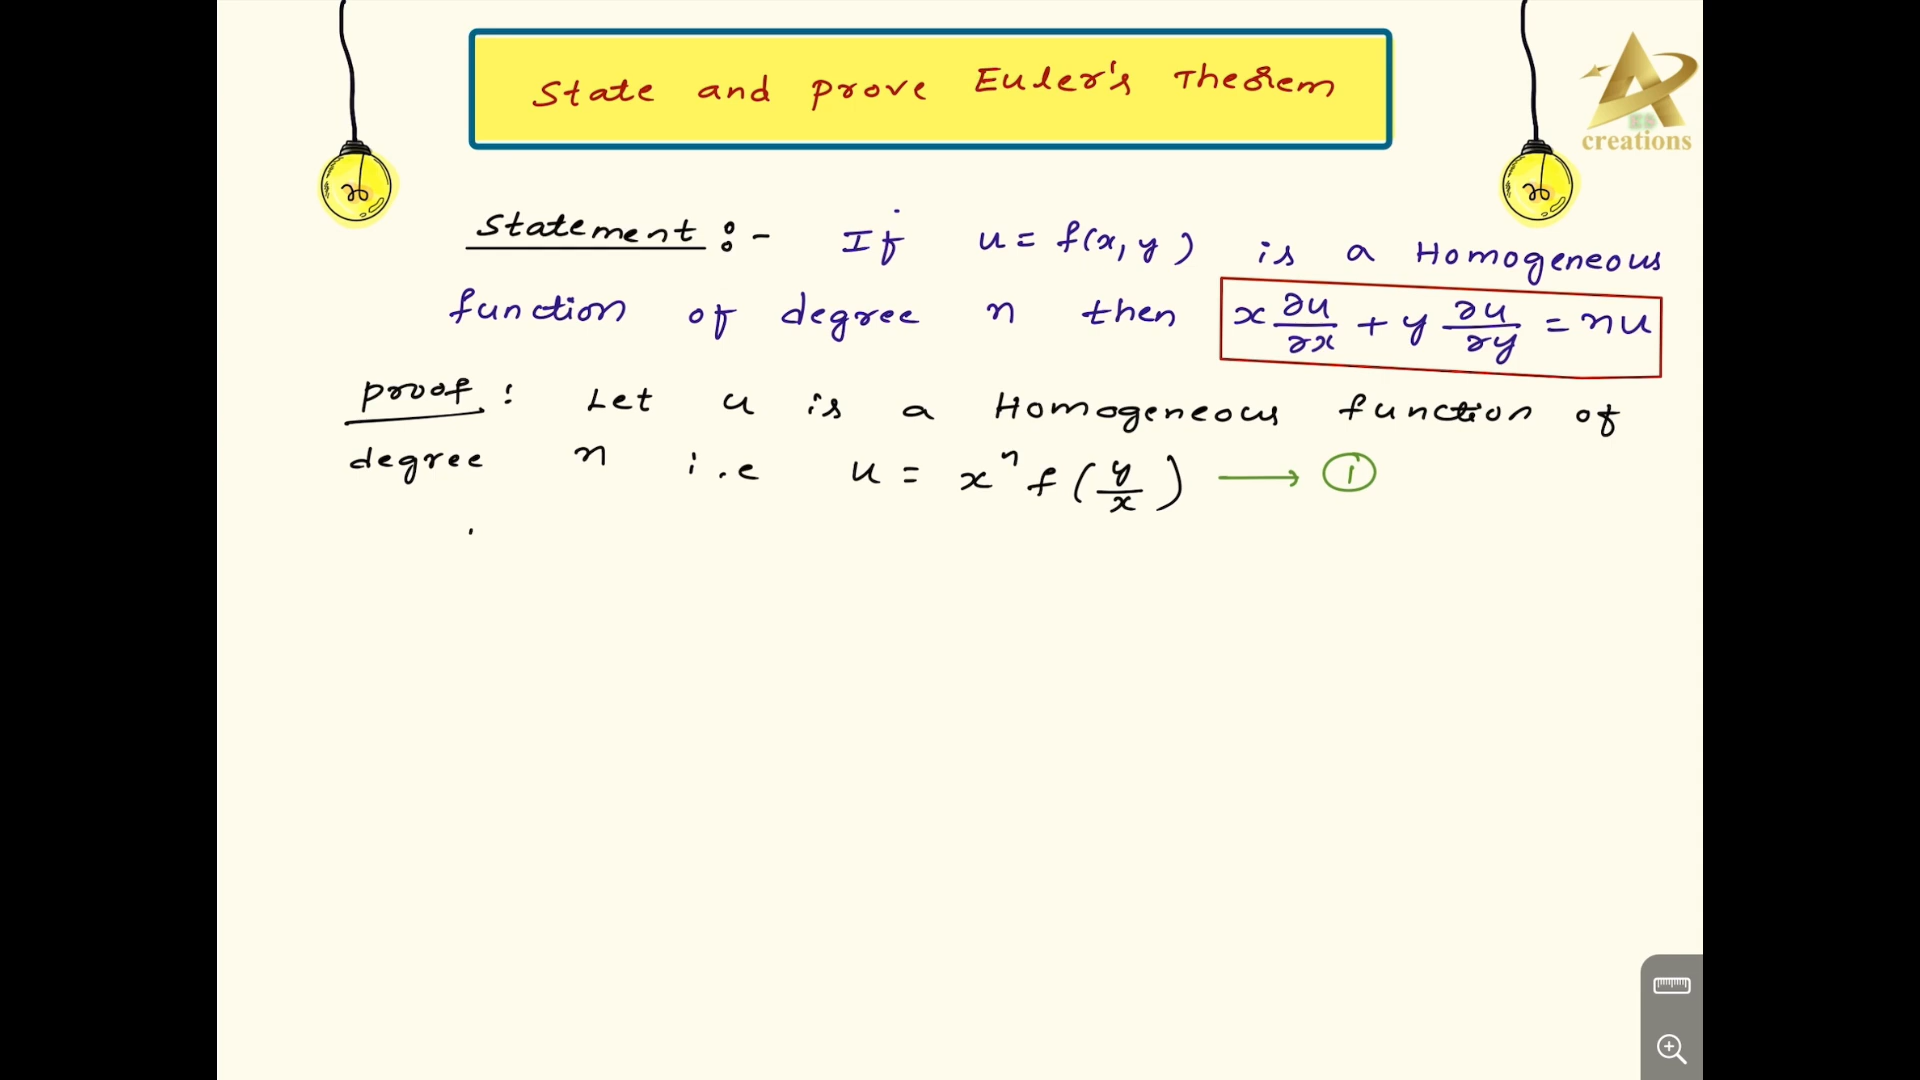 State and prove Euler's Theorem
creations
Statement :- If u = f(x, y) is a Homogeneous
function of degree n then x ∂u/∂x + y ∂u/∂y = nu
proof : Let u is a Homogeneous function of
degree n i.e u = xⁿ f(y/x) ⟶ ①